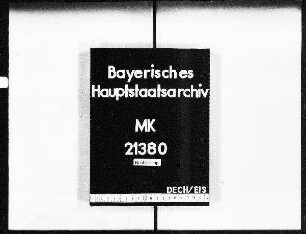 Bayerisches
Hauptstaatsarchiv
MK
21380
DECH/EIS